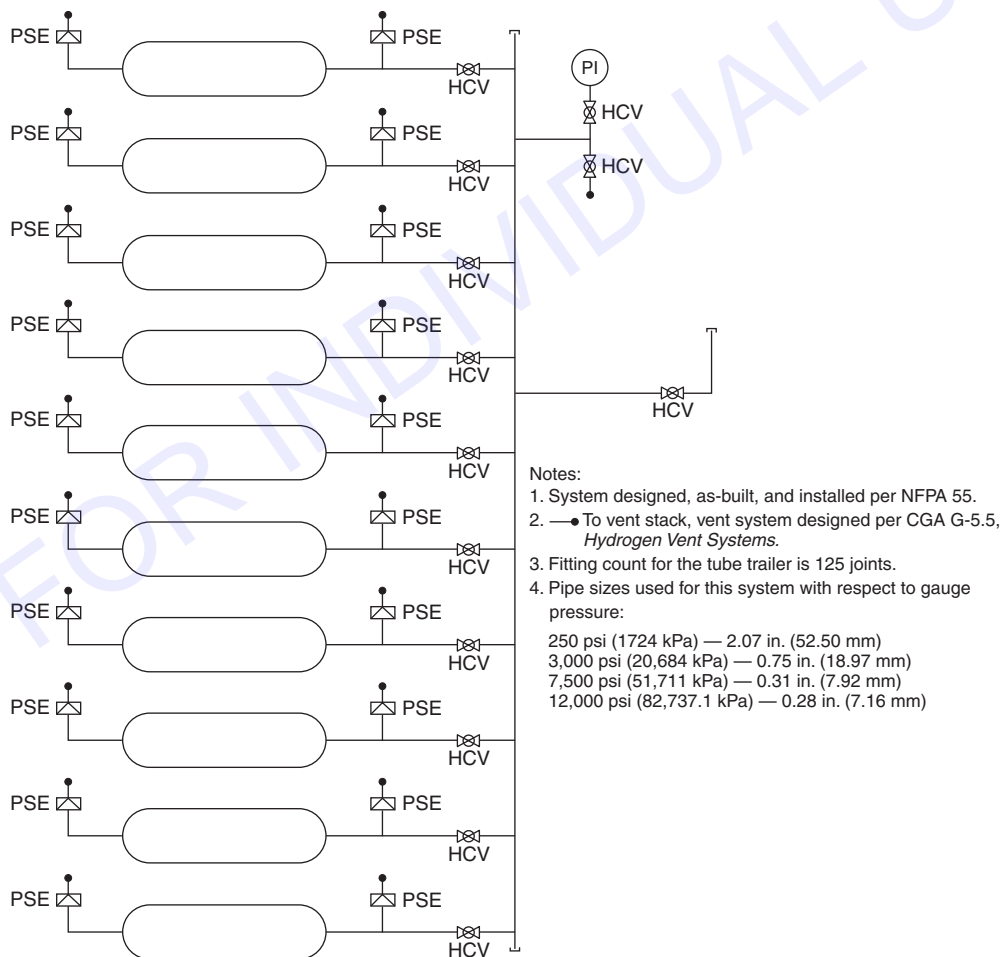 PSE PSE
HCV
PI
HCV
PSE PSE
HCV
HCV
PSE PSE
HCV
PSE PSE
HCV
HCV
PSE PSE
HCV
Notes:
1. System designed, as-built, and installed per NFPA 55.
2. To vent stack, vent system designed per CGA G-5.5,
Hydrogen Vent Systems.
3. Fitting count for the tube trailer is 125 joints.
4. Pipe sizes used for this system with respect to gauge
pressure:
250 psi (1724 kPa) — 2.07 in. (52.50 mm)
3,000 psi (20,684 kPa) — 0.75 in. (18.97 mm)
7,500 psi (51,711 kPa) — 0.31 in. (7.92 mm)
12,000 psi (82,737.1 kPa) — 0.28 in. (7.16 mm)
PSE PSE
HCV
PSE PSE
HCV
PSE PSE
HCV
PSE PSE
HCV
PSE PSE
HCV
FOR INDIVIDUAL